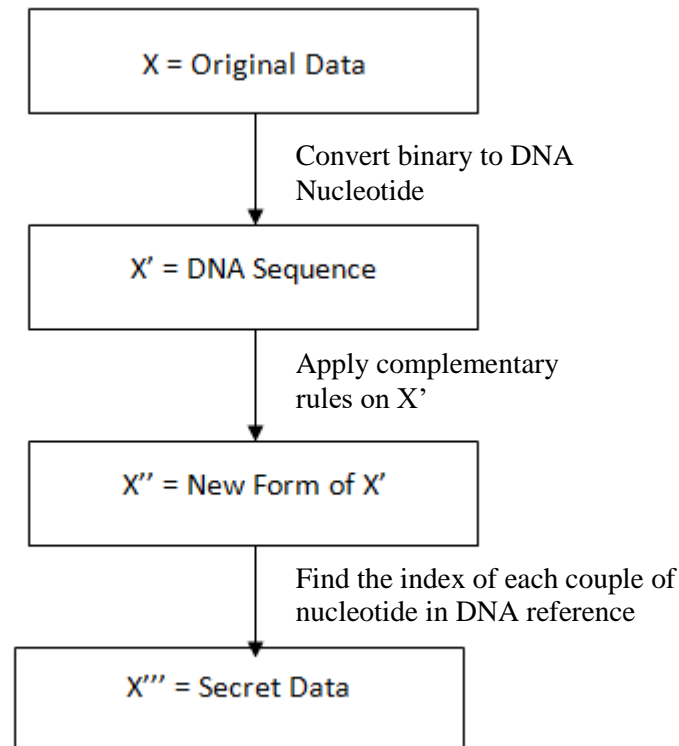 X = Original Data
Convert binary to DNA
Nucleotide
X' = DNA Sequence
Apply complementary
rules on X’
X'' = New Form of X'
Find the index of each couple of
nucleotide in DNA reference
X''' = Secret Data